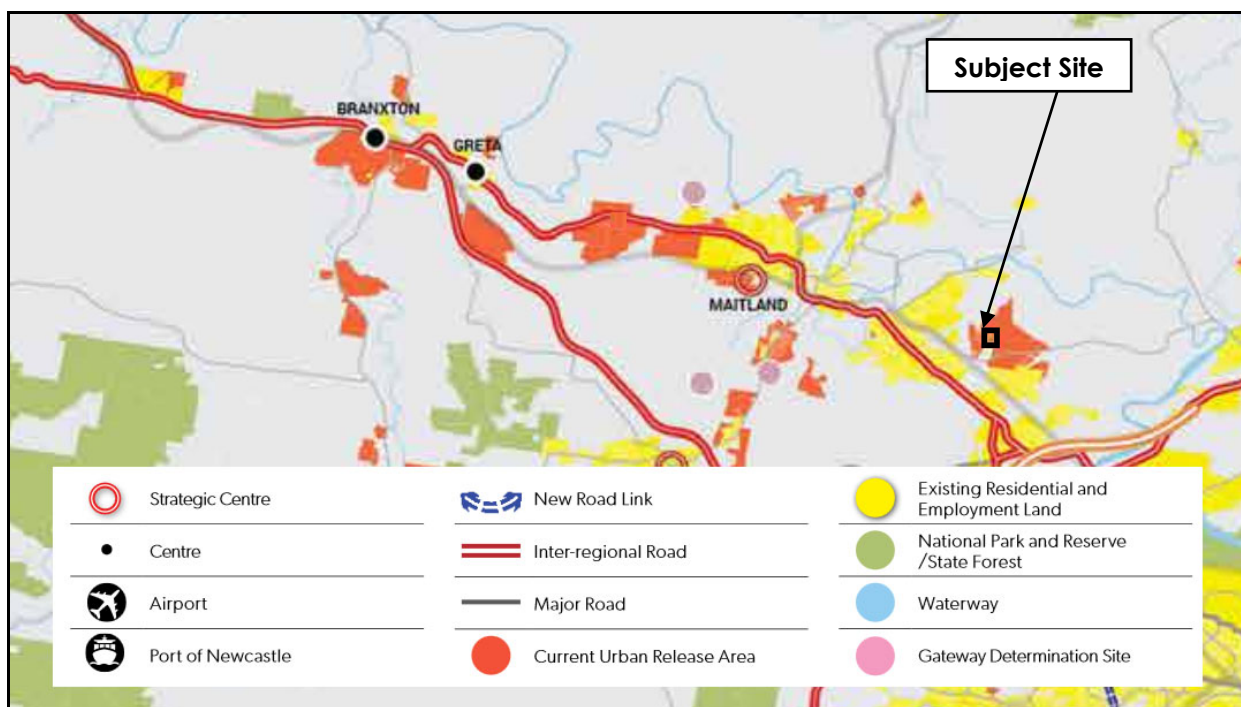 Subject Site
BRANXTON
GRETA
MAITLAND
Strategic Centre
New Road Link
Existing Residential and
Employment Land
Centre
Inter-regional Road
National Park and Reserve
/State Forest
Airport
Major Road
Waterway
Port of Newcastle
Current Urban Release Area
Gateway Determination Site